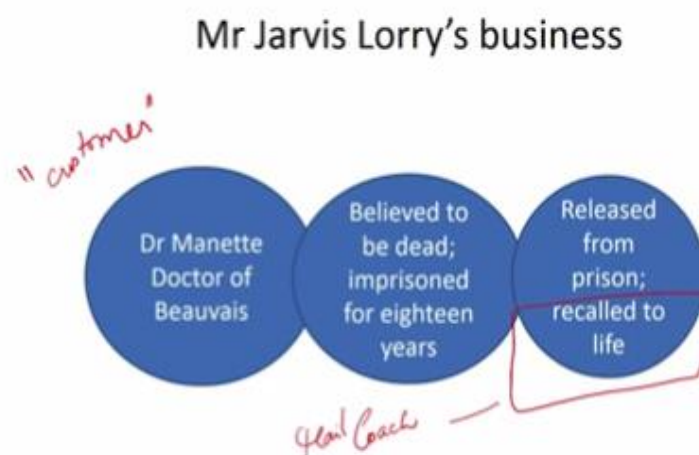 Mr Jarvis Lorry's business
"customer"
Dr Manette
Doctor of
Beauvais
Believed to
be dead;
imprisoned
for eighteen
years
Released
from
prison;
recalled to
life
Coach